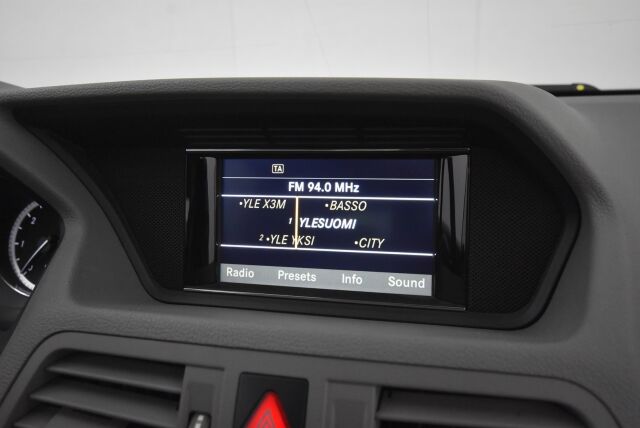 TA
FM 94.0 MHz
•YLE X3M •BASSO
1 YLESUOMI
2 •YLE YKSI •CITY
Radio Presets Info Sound